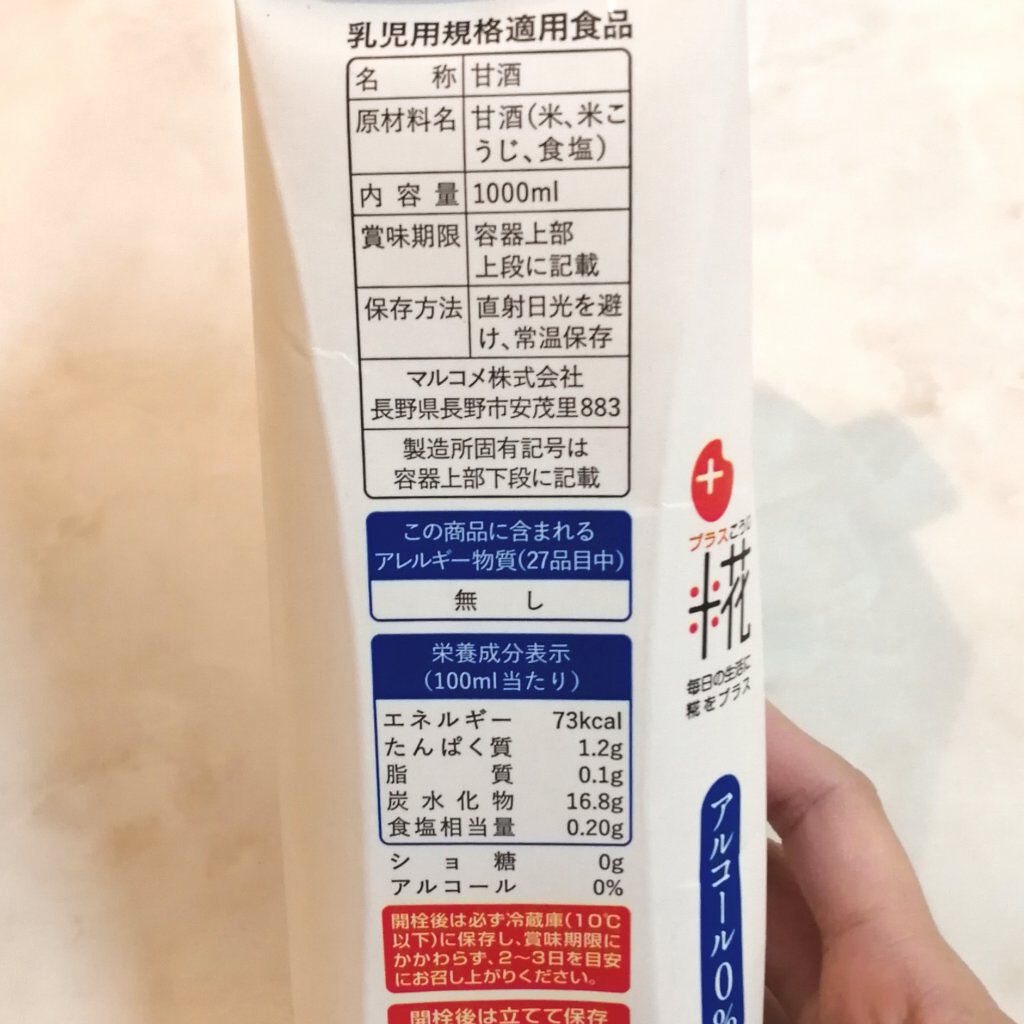 乳児用規格適用食品
名称 甘酒
原材料名 甘酒(米、米こ
うじ、食塩)
内容量 1000ml
賞味期限 容器上部
上段に記載
保存方法 直射日光を避
け、常温保存
マルコメ株式会社
長野県長野市安茂里883
製造所固有記号は
容器上部下段に記載
この商品に含まれる
アレルギー物質(27品目中)
無し
栄養成分表示
(100ml当たり)
エネルギー 73kcal
たんぱく質 1.2g
脂質 0.1g
炭水化物 16.8g
食塩相当量 0.20g
ショ糖 0g
アルコール 0%
開栓後は必ず冷蔵庫(10℃
以下)に保存し、賞味期限に
かかわらず、2〜3日を目安
にお召し上がりください。
開栓後は立てて保存
プラスこうじ
糀
毎日の生活に
糀をプラス
アルコール0%